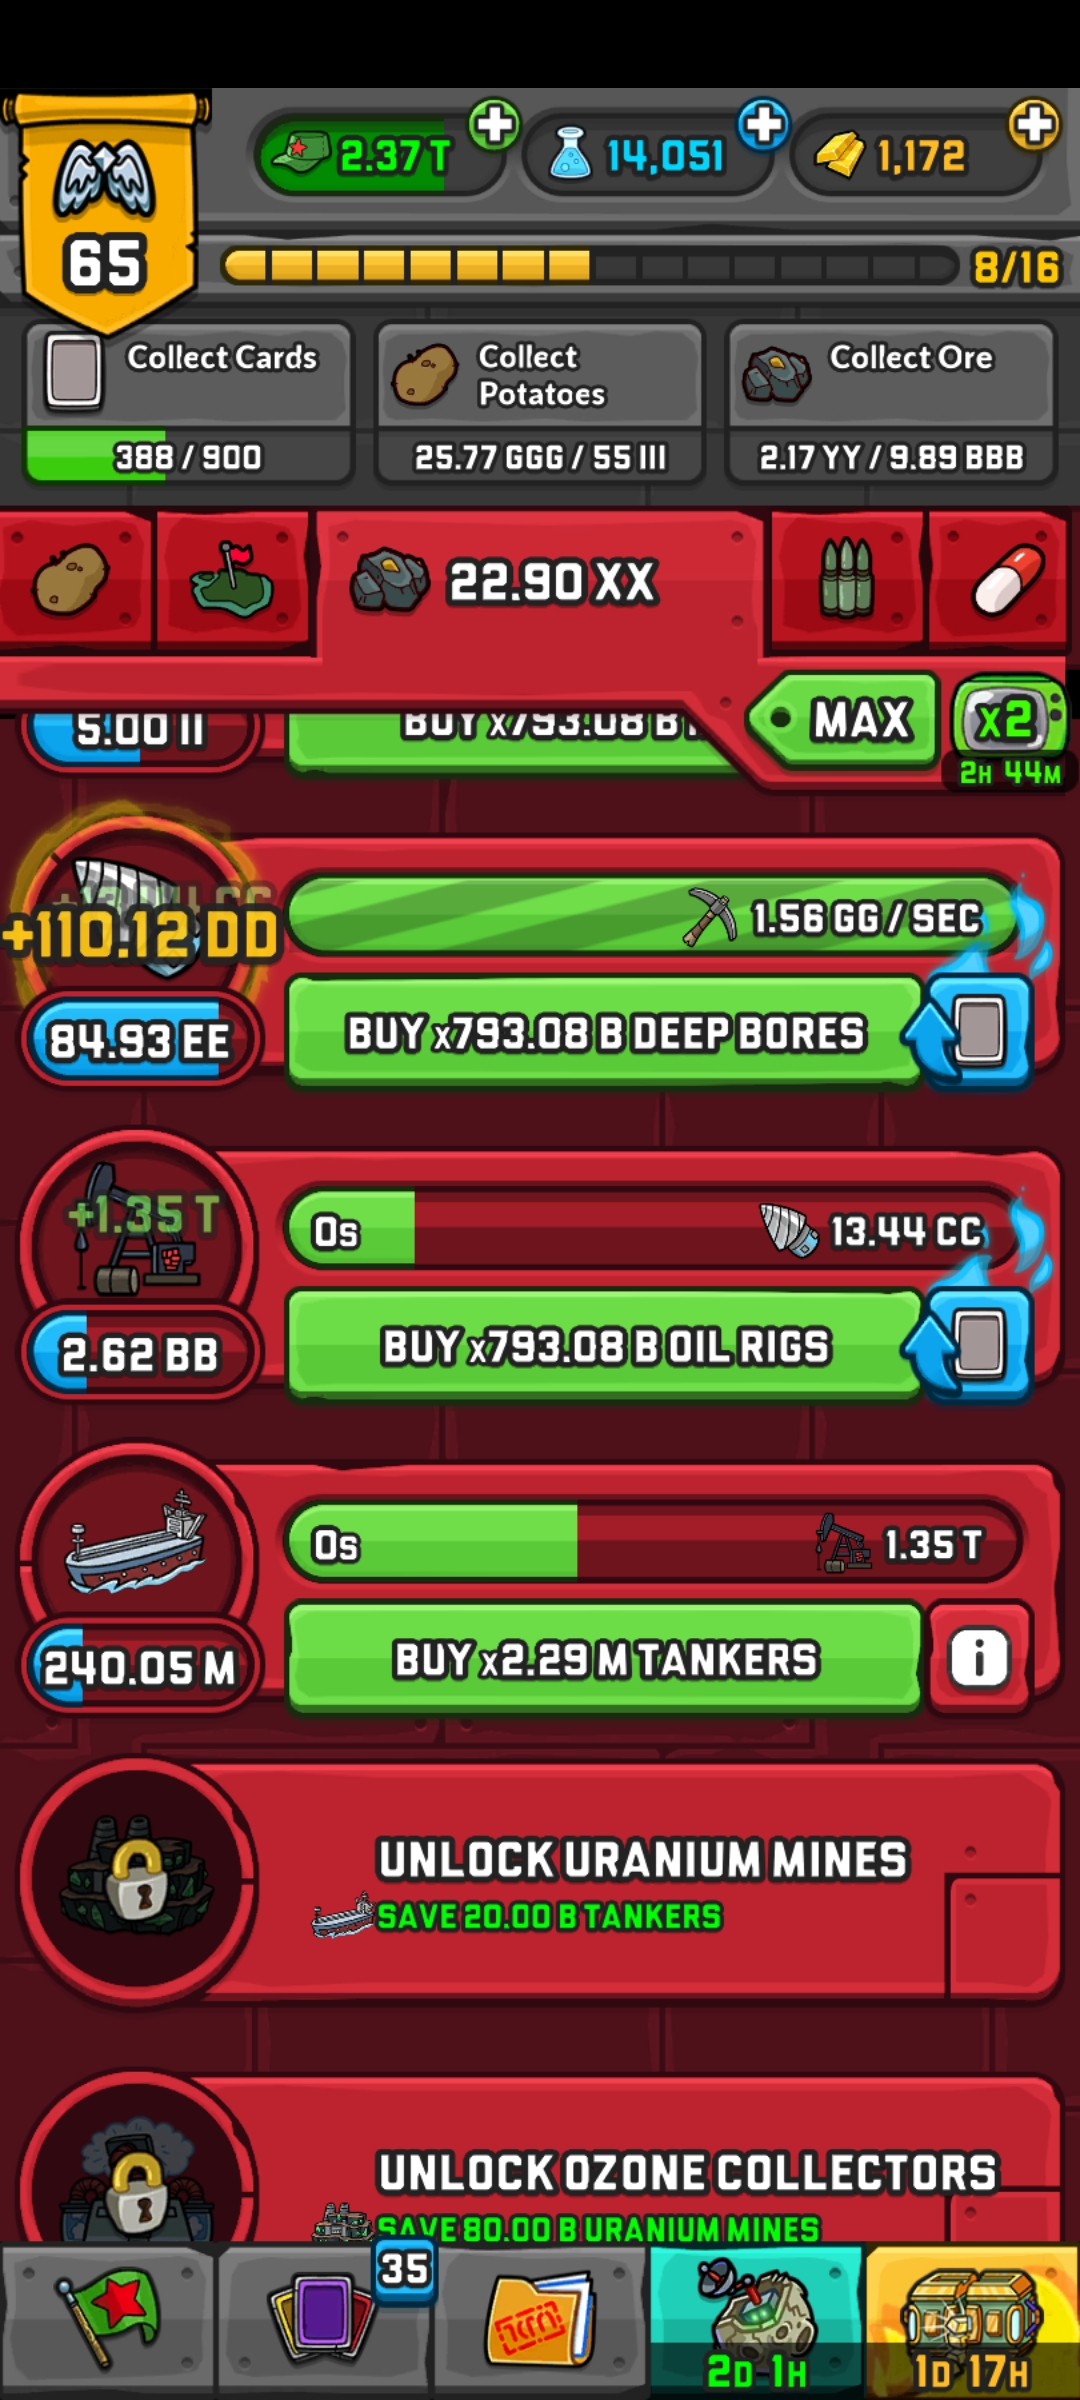 2.37 T
14,051
1,172
65
8/16
Collect Cards
388 / 900
Collect
Potatoes
25.77 GGG / 55 III
Collect Ore
2.17 YY / 9.89 BBB
22.90 XX
MAX
x2
2H 44M
5.00 II
BUY x793.08 B
+110.12 DD
1.56 GG / SEC
84.93 EE
BUY x793.08 B DEEP BORES
+1.35 T
0s
13.44 CC
2.62 BB
BUY x793.08 B OIL RIGS
0s
1.35 T
240.05 M
BUY x2.29 M TANKERS
i
UNLOCK URANIUM MINES
SAVE 20.00 B TANKERS
UNLOCK OZONE COLLECTORS
SAVE 80.00 B URANIUM MINES
35
2D 1H
1D 17H